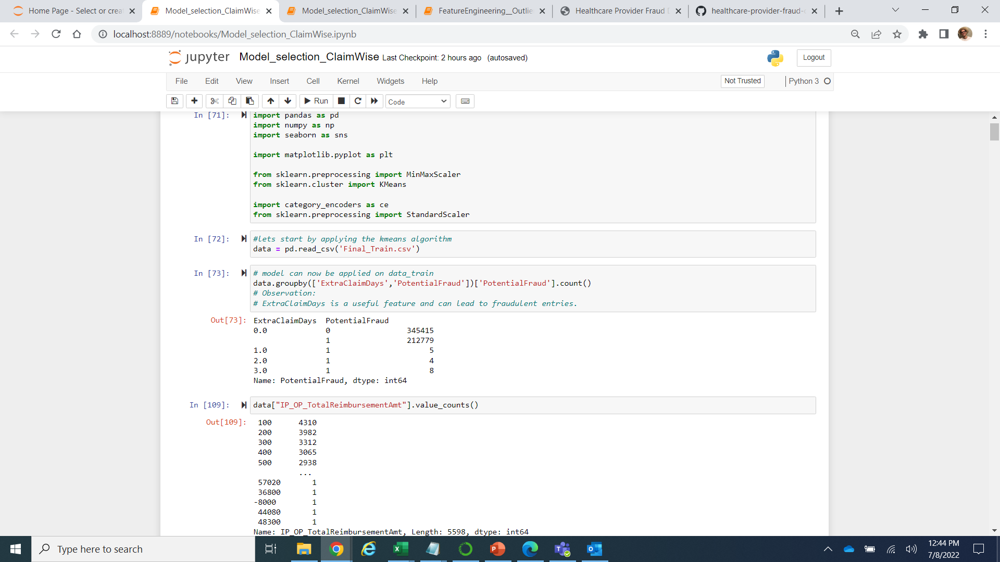 Home Page - Select or crea
Model_selection_ClaimWise
Model_selection_ClaimWise
FeatureEngineering__Outlie
Healthcare Provider Fraud D
healthcare-provider-fraud-
localhost:8889/notebooks/Model_selection_ClaimWise.ipynb
jupyter Model_selection_ClaimWise Last Checkpoint: 2 hours ago (autosaved)
Logout
File Edit View Insert Cell Kernel Widgets Help
Not Trusted
Python 3
Run
Code
In [71]:
import pandas as pd
import numpy as np
import seaborn as sns
import matplotlib.pyplot as plt
from sklearn.preprocessing import MinMaxScaler
from sklearn.cluster import KMeans
import category_encoders as ce
from sklearn.preprocessing import StandardScaler
In [72]:
#lets start by applying the kmeans algorithm
data = pd.read_csv('Final_Train.csv')
In [73]:
# model can now be applied on data_train
data.groupby(['ExtraClaimDays','PotentialFraud'])['PotentialFraud'].count()
# Observation:
# ExtraClaimDays is a useful feature and can lead to fraudulent entries.
Out[73]:
ExtraClaimDays  PotentialFraud
0.0             0                 345415
                1                 212779
1.0             1                      5
2.0             1                      4
3.0             1                      8
Name: PotentialFraud, dtype: int64
In [109]:
data["IP_OP_TotalReimbursementAmt"].value_counts()
Out[109]:
 100      4310
 200      3982
 300      3312
 400      3065
 500      2938
          ...
 57020       1
 36800       1
-8000        1
 44080       1
 48300       1
Name: IP_OP_TotalReimbursementAmt, Length: 5598, dtype: int64
Type here to search
12:44 PM
7/8/2022